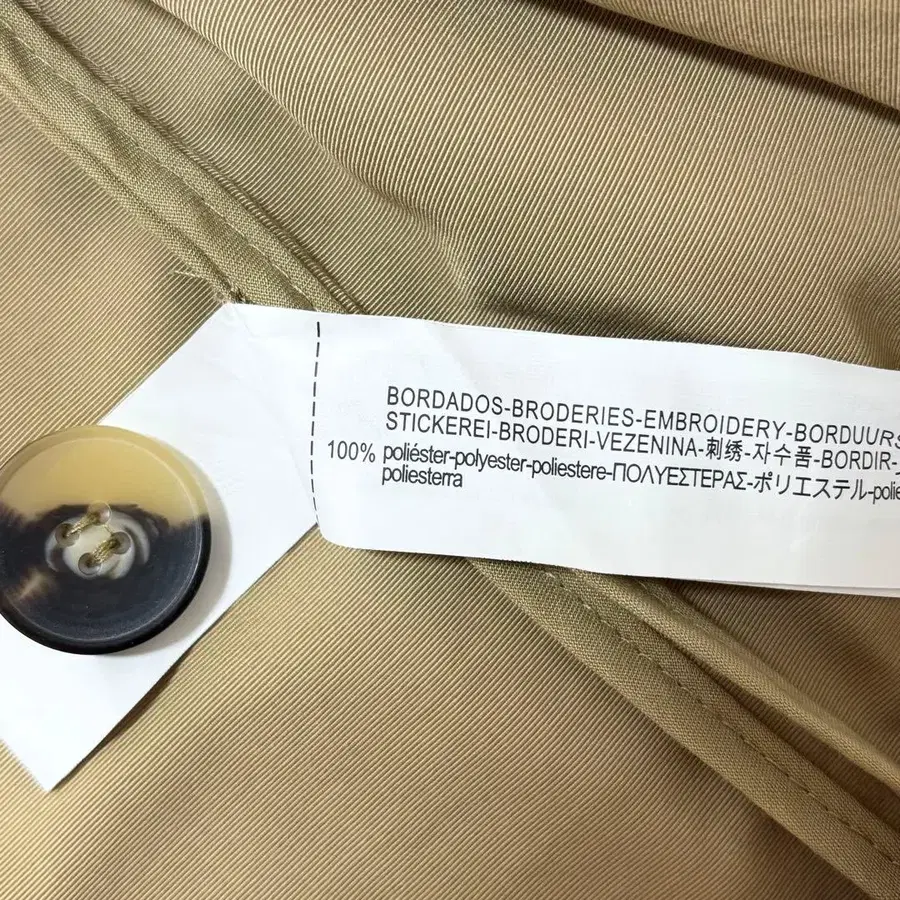 BORDADOS-BRODERIES-EMBROIDERY-BORDUURS
STICKEREI-BRODERI-VEZENINA-刺绣-자수품-BORDIR-
100% poliéster-polyester-poliestere-ΠΟΛΥΕΣΤΕΡΑΣ-ポリエステル-polie
poliesterra